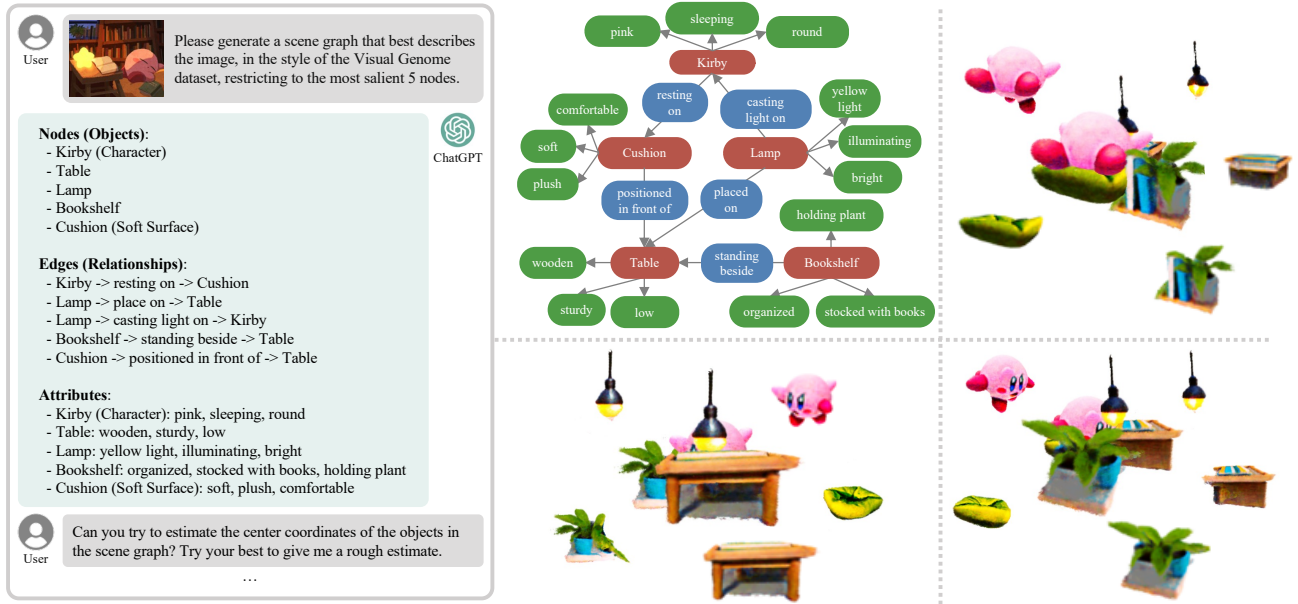 User
Please generate a scene graph that best describes
the image, in the style of the Visual Genome
dataset, restricting to the most salient 5 nodes.
ChatGPT
Nodes (Objects):
- Kirby (Character)
- Table
- Lamp
- Bookshelf
- Cushion (Soft Surface)
Edges (Relationships):
- Kirby -> resting on -> Cushion
- Lamp -> place on -> Table
- Lamp -> casting light on -> Kirby
- Bookshelf -> standing beside -> Table
- Cushion -> positioned in front of -> Table
Attributes:
- Kirby (Character): pink, sleeping, round
- Table: wooden, sturdy, low
- Lamp: yellow light, illuminating, bright
- Bookshelf: organized, stocked with books, holding plant
- Cushion (Soft Surface): soft, plush, comfortable
User
Can you try to estimate the center coordinates of the objects in
the scene graph? Try your best to give me a rough estimate.
...
pink
sleeping
round
Kirby
resting
on
casting
light on
yellow
light
comfortable
soft
plush
Cushion
Lamp
illuminating
bright
positioned
in front of
placed
on
holding plant
wooden
Table
standing
beside
Bookshelf
sturdy
low
organized
stocked with books